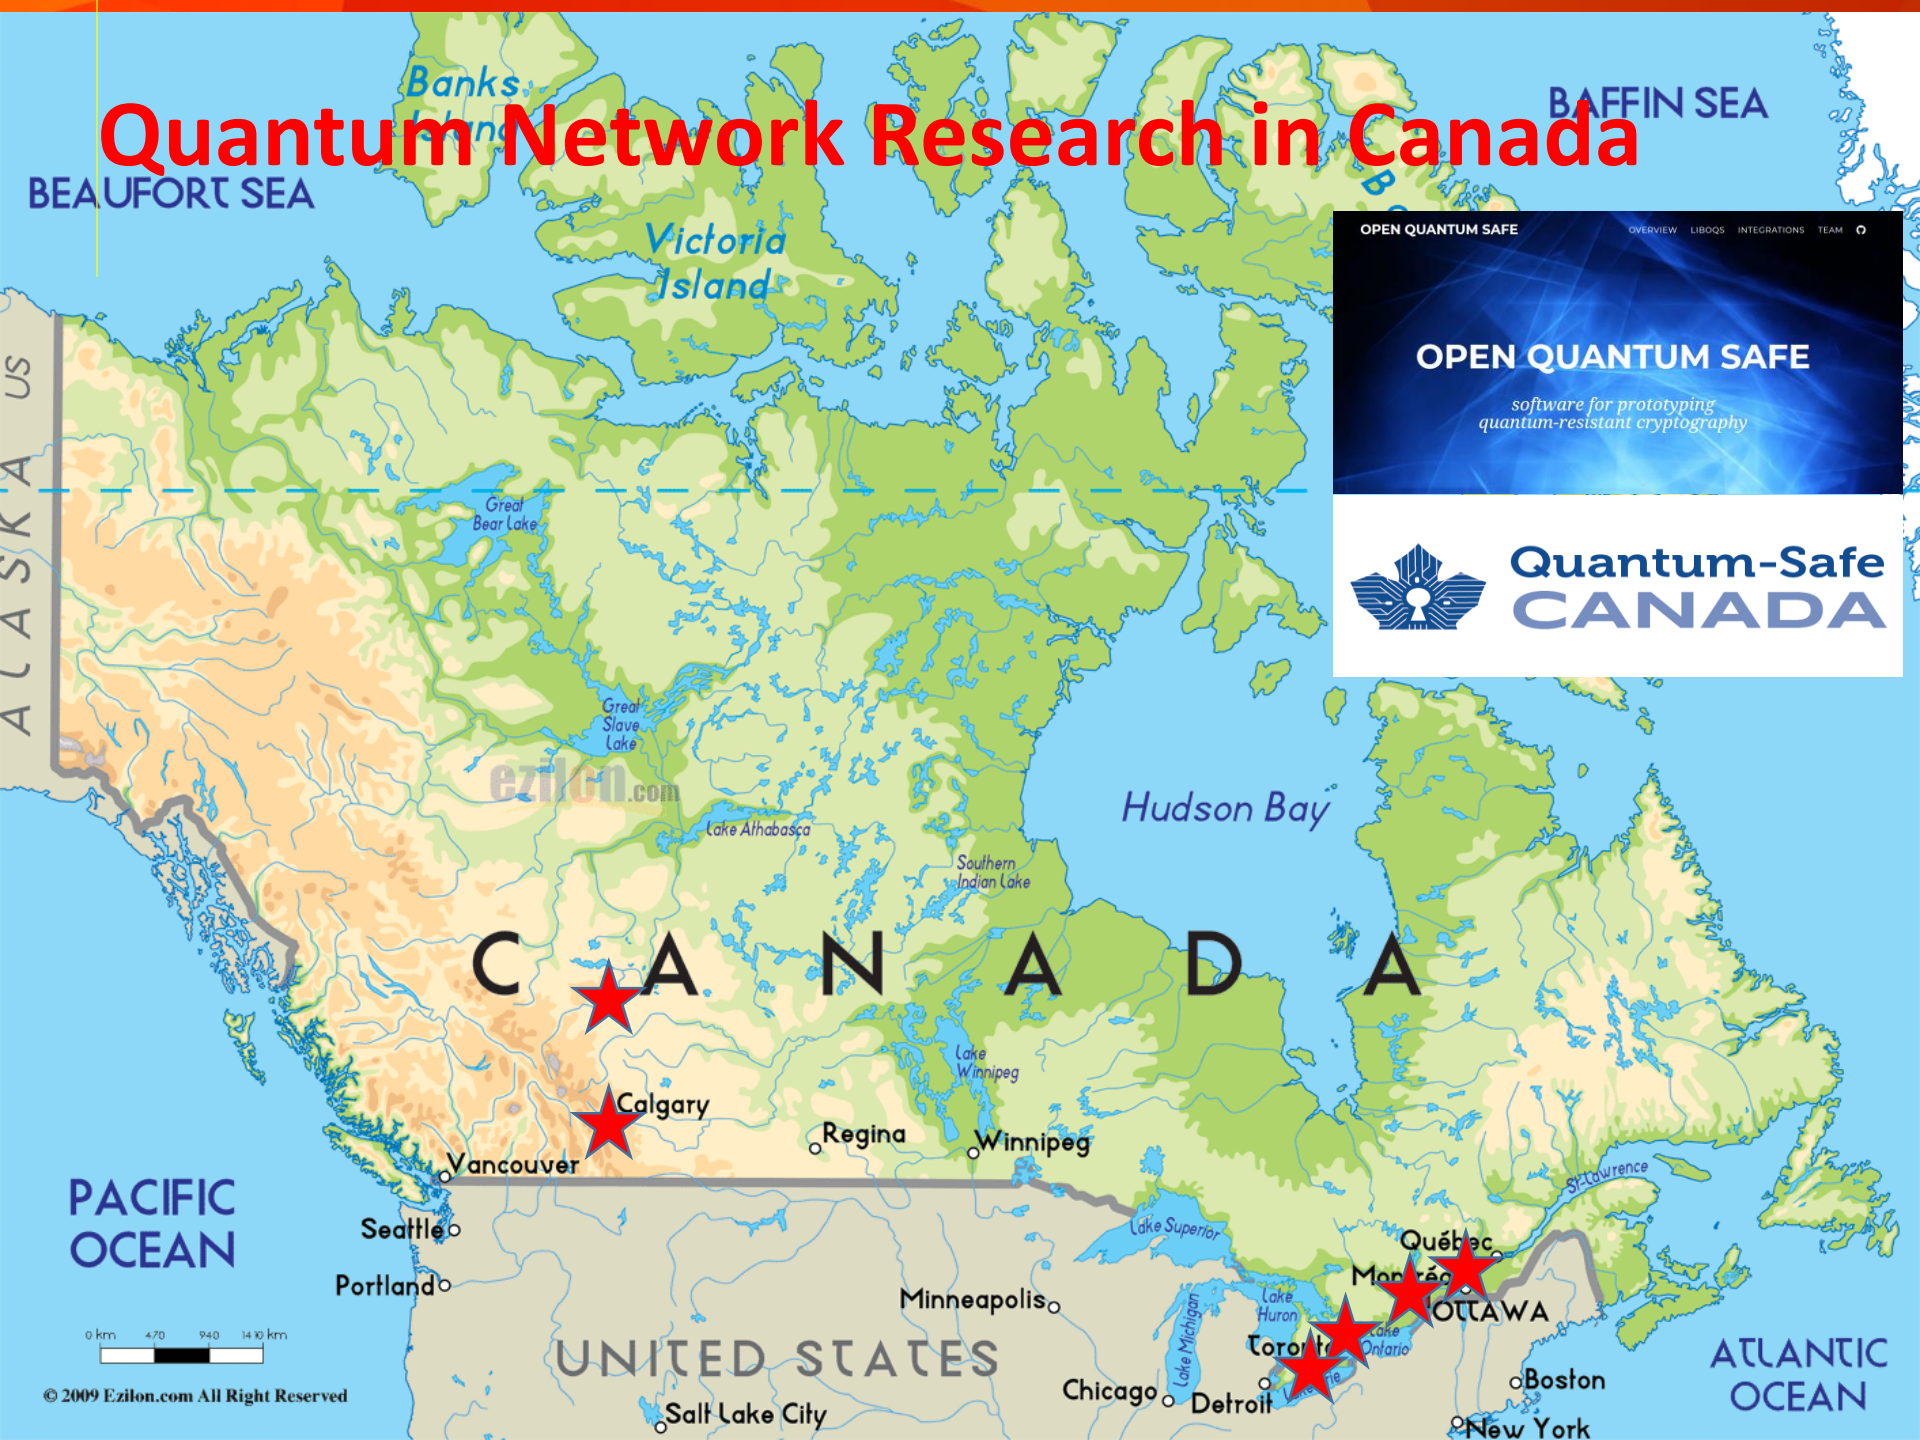 Quantum Network Research in Canada
Banks
Island
BAFFIN SEA
BEAUFORT SEA
Victoria
Island
OPEN QUANTUM SAFE
OVERVIEW LIBOQS INTEGRATIONS TEAM
OPEN QUANTUM SAFE
software for prototyping
quantum-resistant cryptography
Quantum-Safe
CANADA
ALASKA US
Great
Bear Lake
Great
Slave
Lake
ezilon.com
Lake Athabasca
Hudson Bay
Southern
Indian Lake
CANADA
Lake
Winnipeg
Calgary
Regina
Winnipeg
Vancouver
PACIFIC
OCEAN
Seattle
Portland
Lake Superior
St-Lawrence
Québec
Montréal
OTTAWA
Minneapolis
Lake
Huron
Lake Michigan
Toronto
Lake
Ontario
Lake Erie
0 km 470 940 1410 km
UNITED STATES
© 2009 Ezilon.com All Right Reserved
Chicago
Detroit
Boston
ATLANTIC
OCEAN
Salt Lake City
New York